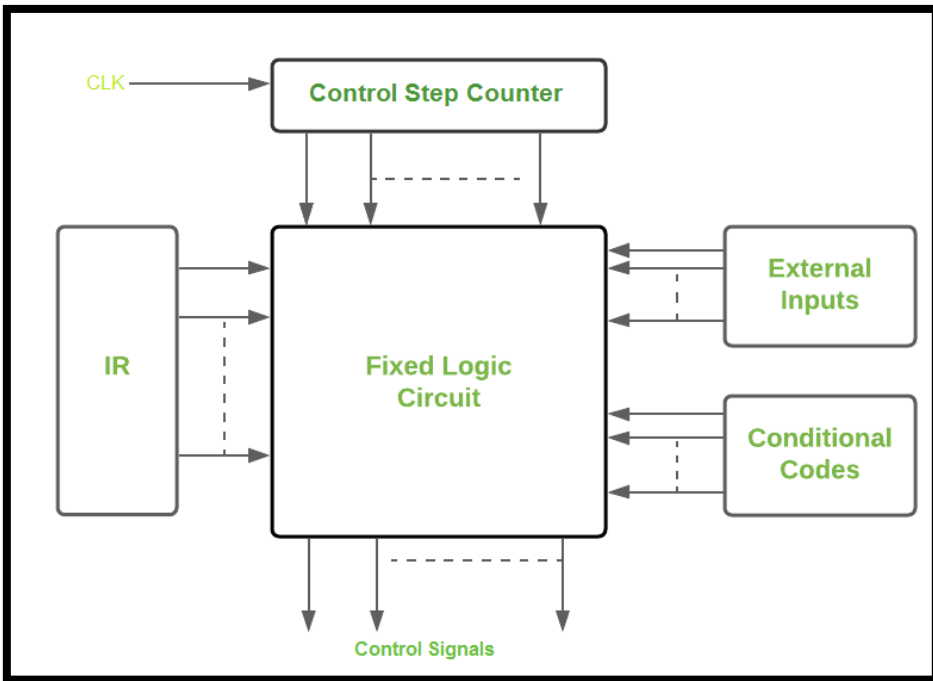 CLK
Control Step Counter
IR
Fixed Logic
Circuit
External
Inputs
Conditional
Codes
Control Signals